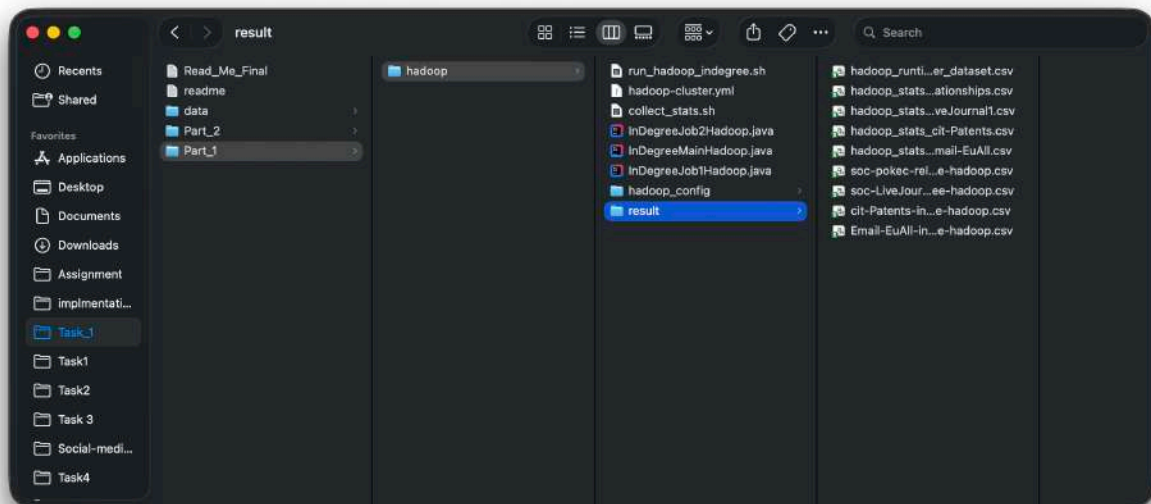 result
Search
Recents
Shared
Favorites
Applications
Desktop
Documents
Downloads
Assignment
implmentati...
Task_1
Task1
Task2
Task 3
Social-medi...
Task4
Read_Me_Final
readme
data
Part_2
Part_1
hadoop
run_hadoop_indegree.sh
hadoop-cluster.yml
collect_stats.sh
InDegreeJob2Hadoop.java
InDegreeMainHadoop.java
InDegreeJob1Hadoop.java
hadoop_config
result
hadoop_runti...er_dataset.csv
hadoop_stats...ationships.csv
hadoop_stats...veJournal1.csv
hadoop_stats_cit-Patents.csv
hadoop_stats...mail-EuAll.csv
soc-pokec-rel...e-hadoop.csv
soc-LiveJour...ee-hadoop.csv
cit-Patents-in...e-hadoop.csv
Email-EuAll-in...e-hadoop.csv